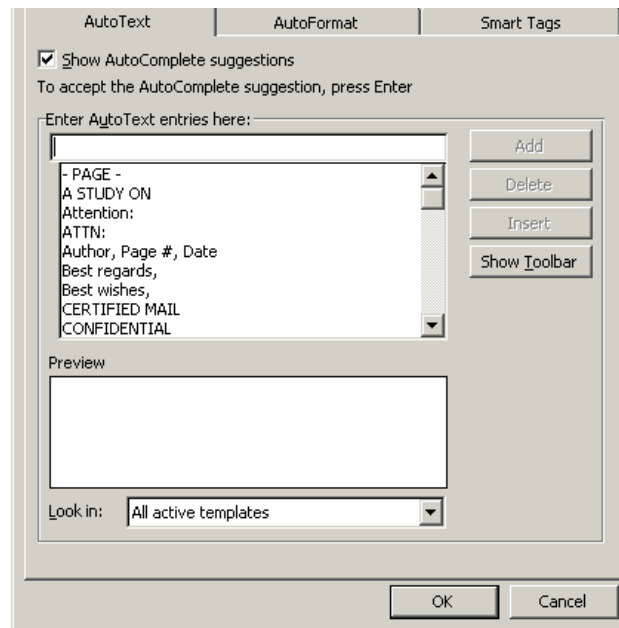 AutoText AutoFormat Smart Tags
Show AutoComplete suggestions
To accept the AutoComplete suggestion, press Enter
Enter AutoText entries here:
Add
- PAGE -
A STUDY ON
Attention:
ATTN:
Author, Page #, Date
Best regards,
Best wishes,
CERTIFIED MAIL
CONFIDENTIAL
Delete
Insert
Show Toolbar
Preview
Look in: All active templates
OK Cancel